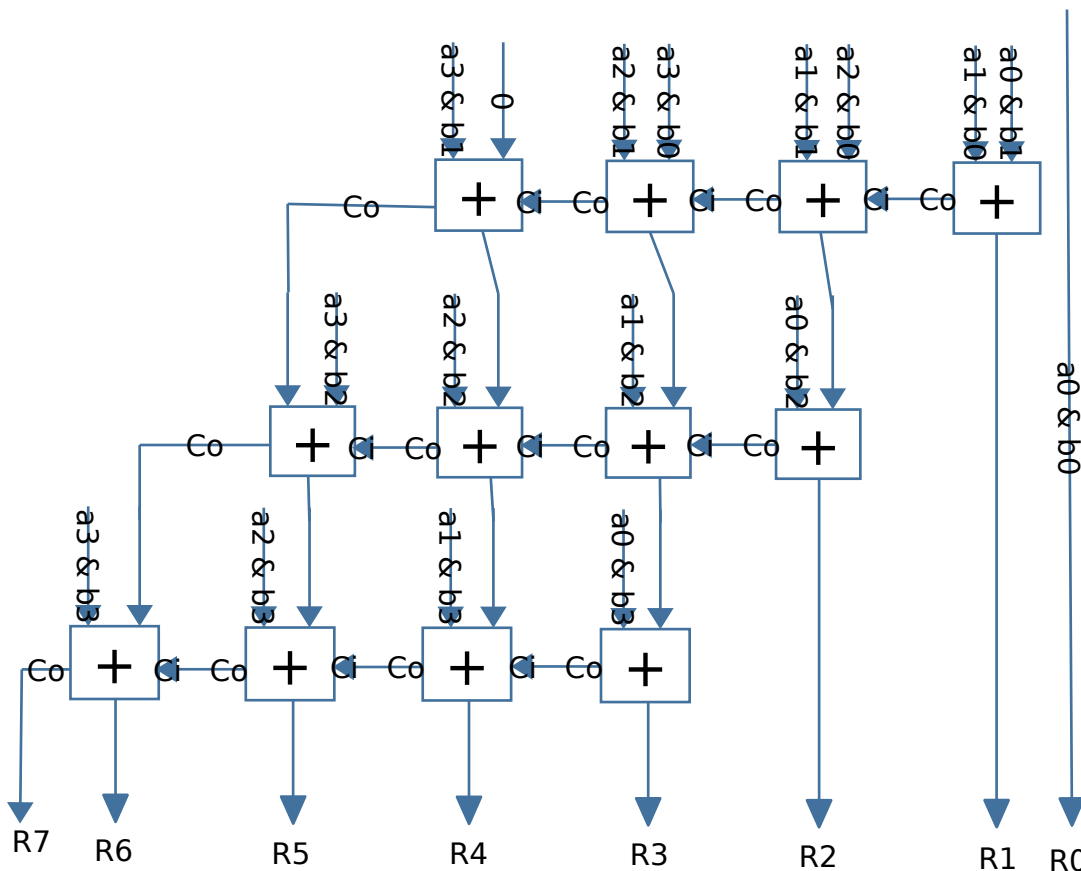 a3 & b1
0
a2 & b1
a3 & b0
a1 & b1
a2 & b0
a1 & b0
a0 & b1
Co
Ci
Co
Ci
Co
Ci
Co
+
+
+
+
a3 & b2
a2 & b2
a1 & b2
a0 & b2
a0 & b0
Co
Ci
Co
Ci
Co
Ci
Co
+
+
+
+
a3 & b3
a2 & b3
a1 & b3
a0 & b3
Co
Ci
Co
Ci
Co
Ci
Co
+
+
+
+
R7
R6
R5
R4
R3
R2
R1
R0